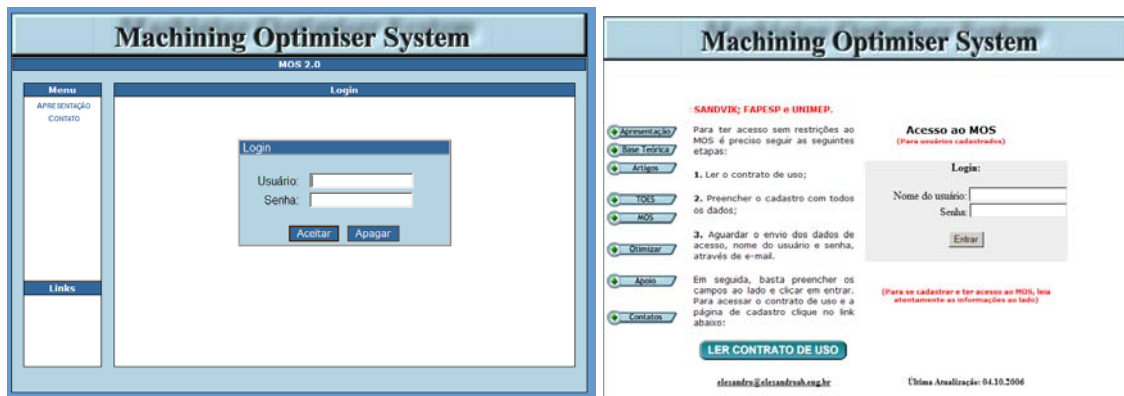 Machining Optimiser System
MOS 2.0
Menu
APRESENTAÇÃO
CONTATO
Links
Login
Login
Usuário:
Senha:
Aceitar Apagar
Machining Optimiser System
SANDVIK; FAPESP e UNIMEP.
Apresentação
Base Teórica
Artigos
TOES
MOS
Otimizar
Apoio
Contatos
Para ter acesso sem restrições ao
MOS é preciso seguir as seguintes
etapas:
1. Ler o contrato de uso;
2. Preencher o cadastro com todos
os dados;
3. Aguardar o envio dos dados de
acesso, nome do usuário e senha,
através de e-mail.
Em seguida, basta preencher os
campos ao lado e clicar em entrar.
Para acessar o contrato de uso e a
página de cadastro clique no link
abaixo:
LER CONTRATO DE USO
Acesso ao MOS
(Para usuários cadastrados)
Login:
Nome do usuário:
Senha:
Entrar
(Para se cadastrar e ter acesso ao MOS, leia
atentamente as informações ao lado)
elesandro@elesandroab.eng.br
Última Atualização: 04.10.2006